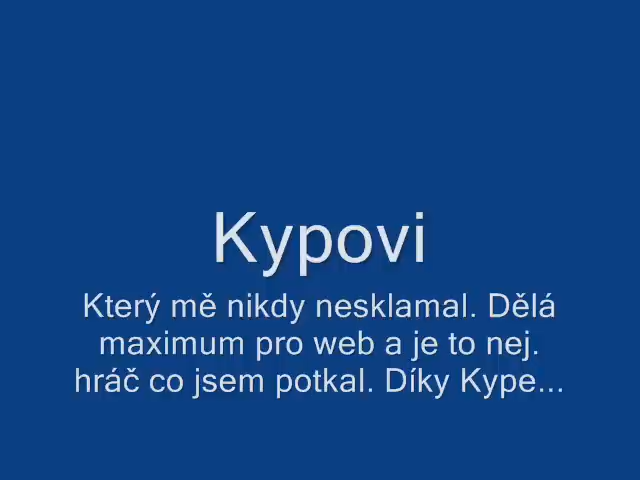 Kypovi
Který mě nikdy nesklamal. Dělá
maximum pro web a je to nej.
hráč co jsem potkal. Díky Kype...